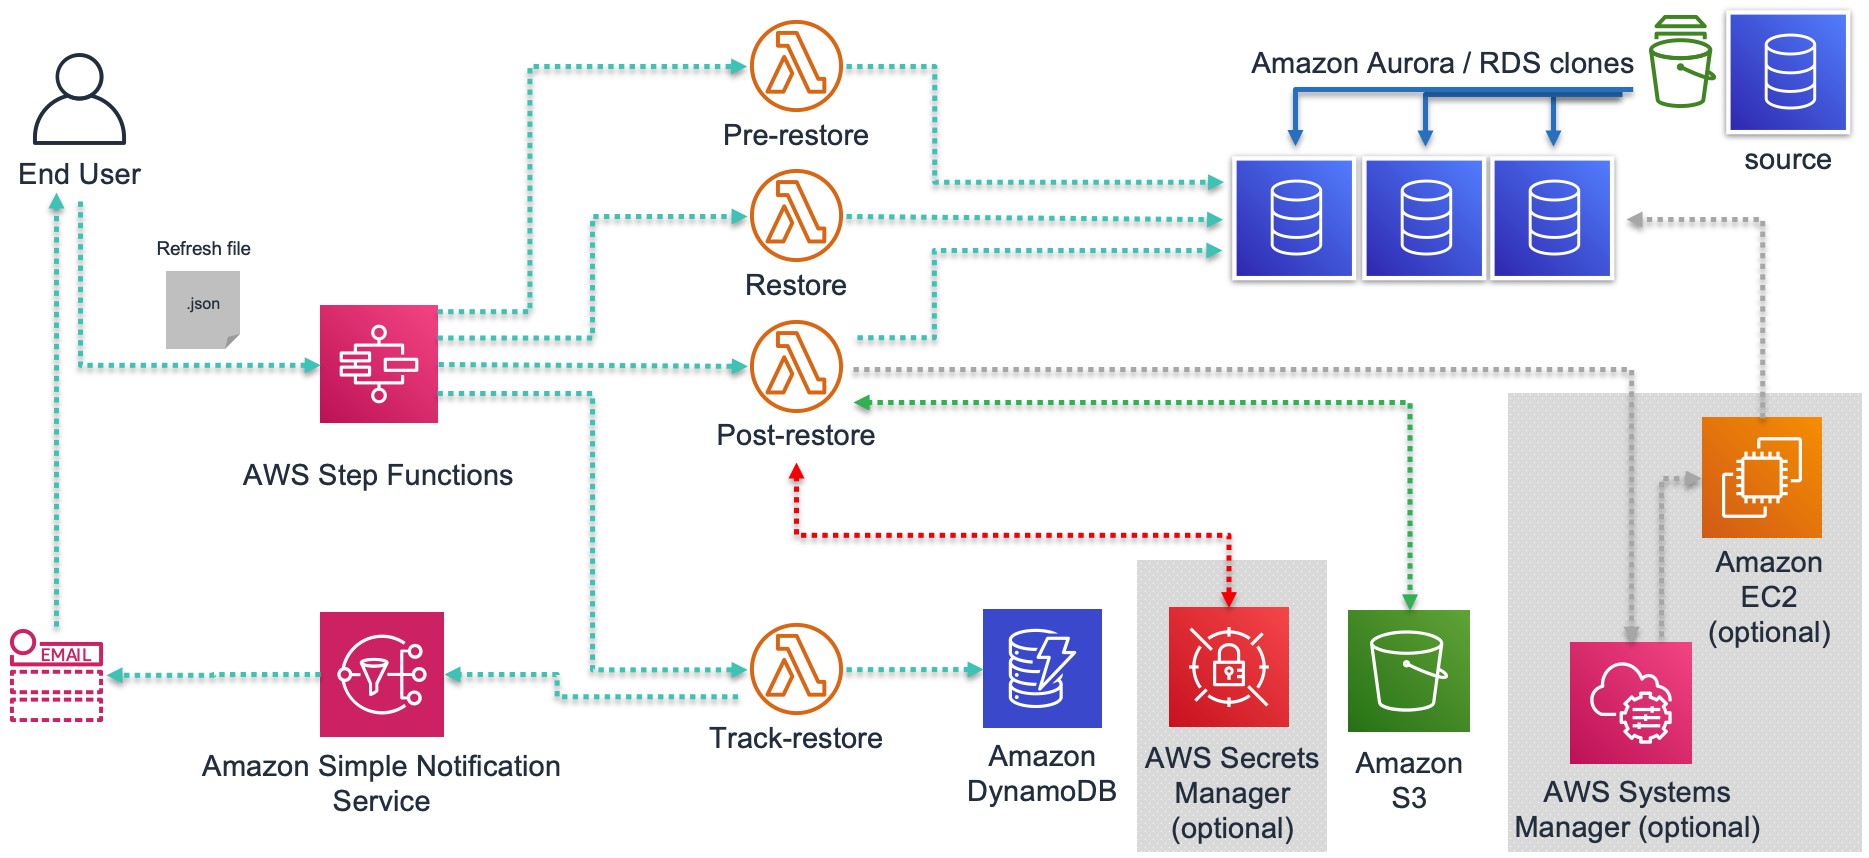 Amazon Aurora / RDS clones
source
Pre-restore
End User
Refresh file
.json
Restore
Post-restore
AWS Step Functions
Amazon
EC2
(optional)
EMAIL
Track-restore
Amazon Simple Notification
Service
Amazon
DynamoDB
AWS Secrets
Manager
(optional)
Amazon
S3
AWS Systems
Manager (optional)